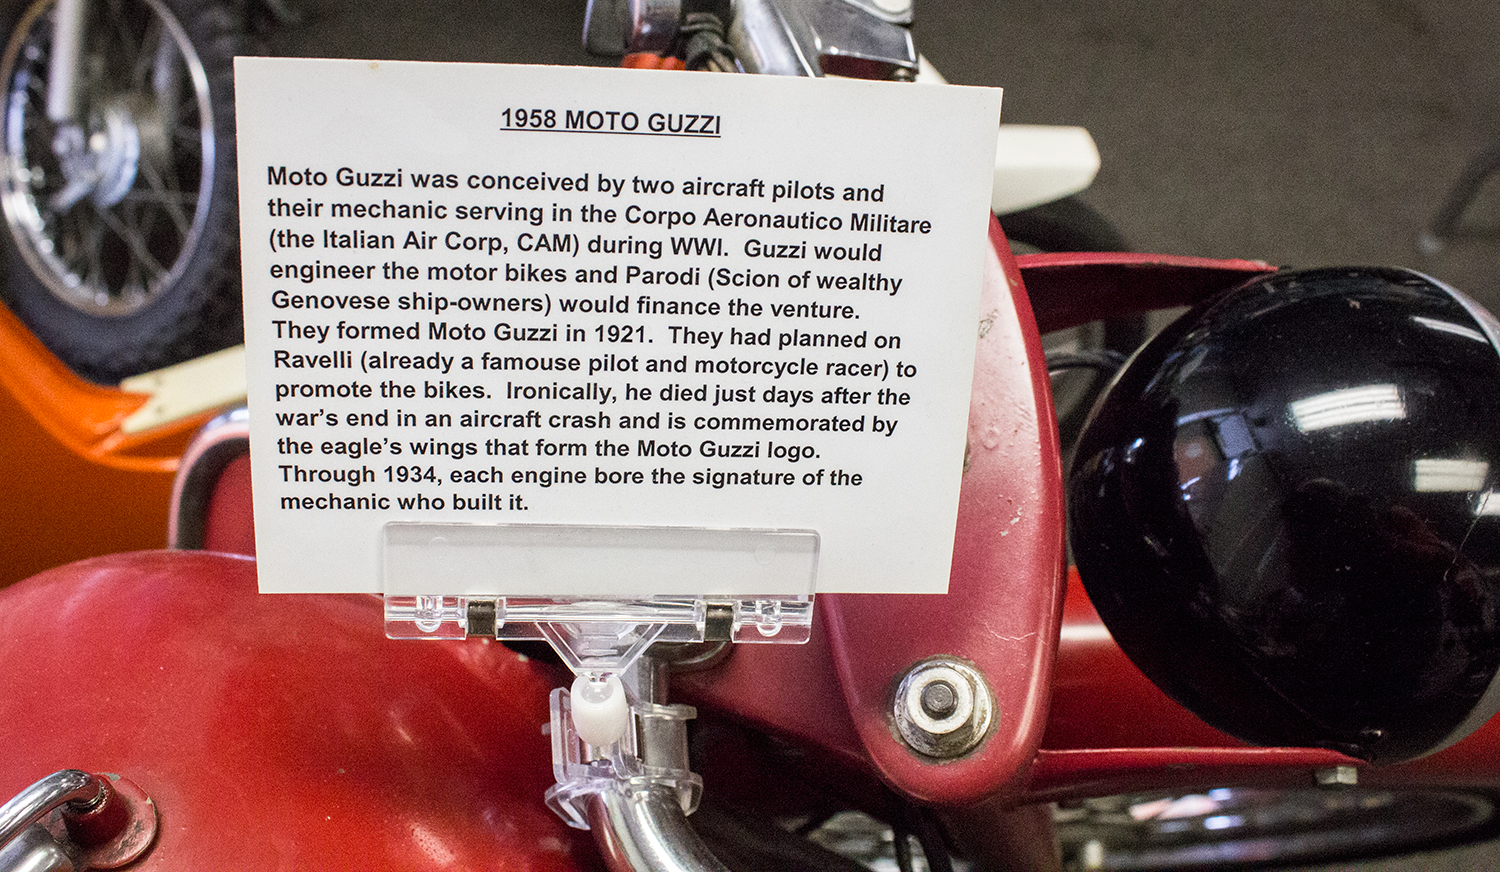 1958 MOTO GUZZI
Moto Guzzi was conceived by two aircraft pilots and
their mechanic serving in the Corpo Aeronautico Militare
(the Italian Air Corp, CAM) during WWI.  Guzzi would
engineer the motor bikes and Parodi (Scion of wealthy
Genovese ship-owners) would finance the venture.
They formed Moto Guzzi in 1921.  They had planned on
Ravelli (already a famouse pilot and motorcycle racer) to
promote the bikes.  Ironically, he died just days after the
war's end in an aircraft crash and is commemorated by
the eagle's wings that form the Moto Guzzi logo.
Through 1934, each engine bore the signature of the
mechanic who built it.